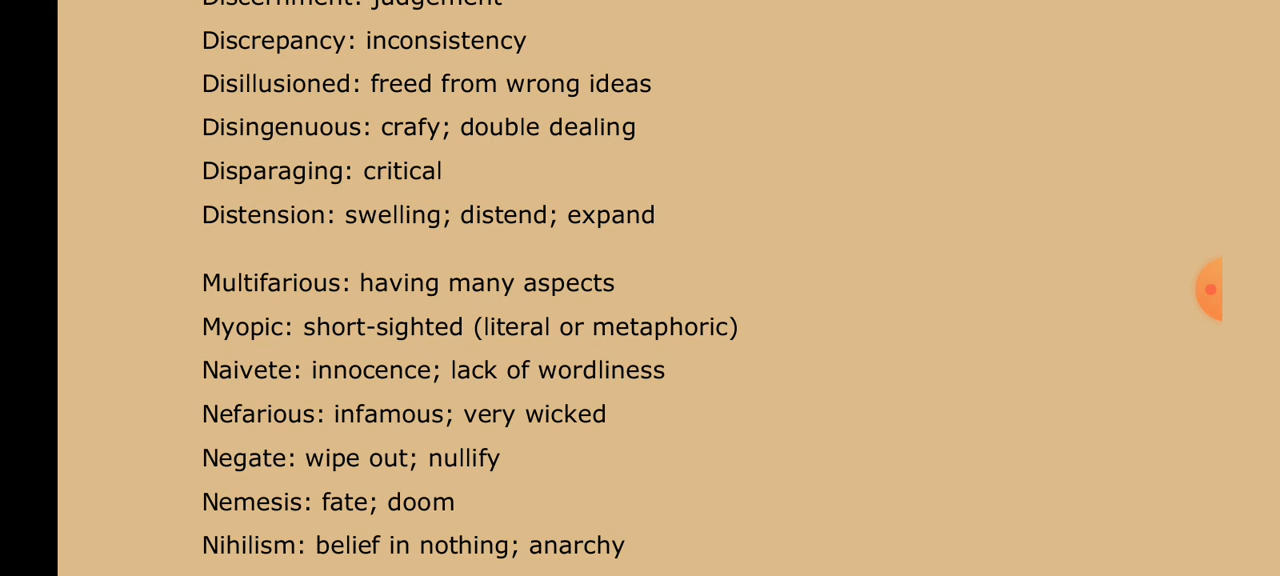 Discernment: judgement
Discrepancy: inconsistency
Disillusioned: freed from wrong ideas
Disingenuous: crafy; double dealing
Disparaging: critical
Distension: swelling; distend; expand
Multifarious: having many aspects
Myopic: short-sighted (literal or metaphoric)
Naivete: innocence; lack of wordliness
Nefarious: infamous; very wicked
Negate: wipe out; nullify
Nemesis: fate; doom
Nihilism: belief in nothing; anarchy